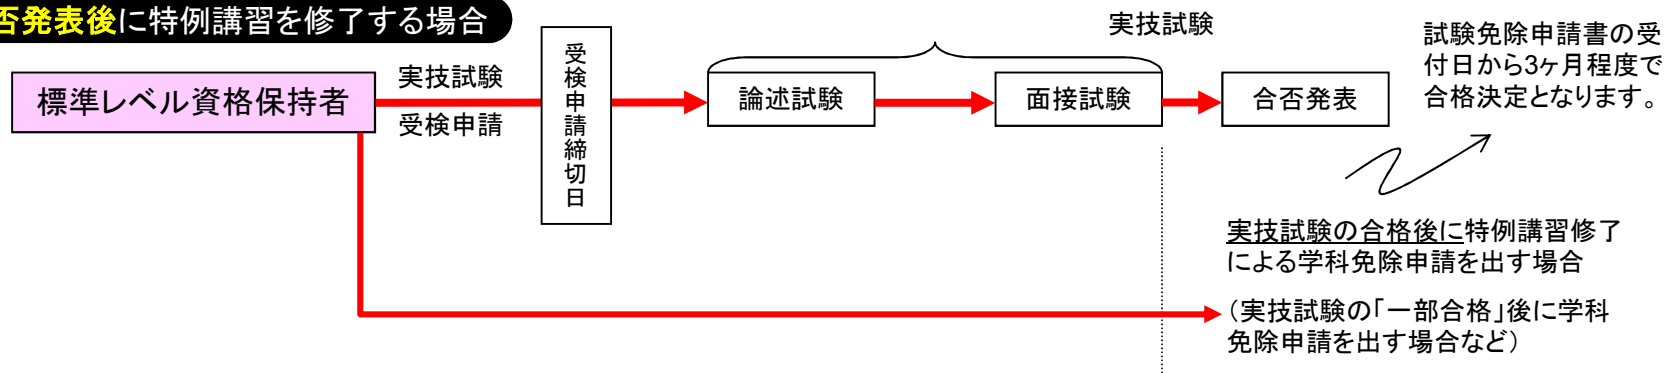 否発表後に特例講習を修了する場合
標準レベル資格保持者
実技試験
受検申請
受検申請締切日
実技試験
論述試験
面接試験
合否発表
試験免除申請書の受
付日から3ヶ月程度で
合格決定となります。
実技試験の合格後に特例講習修了
による学科免除申請を出す場合
（実技試験の「一部合格」後に学科
免除申請を出す場合など）